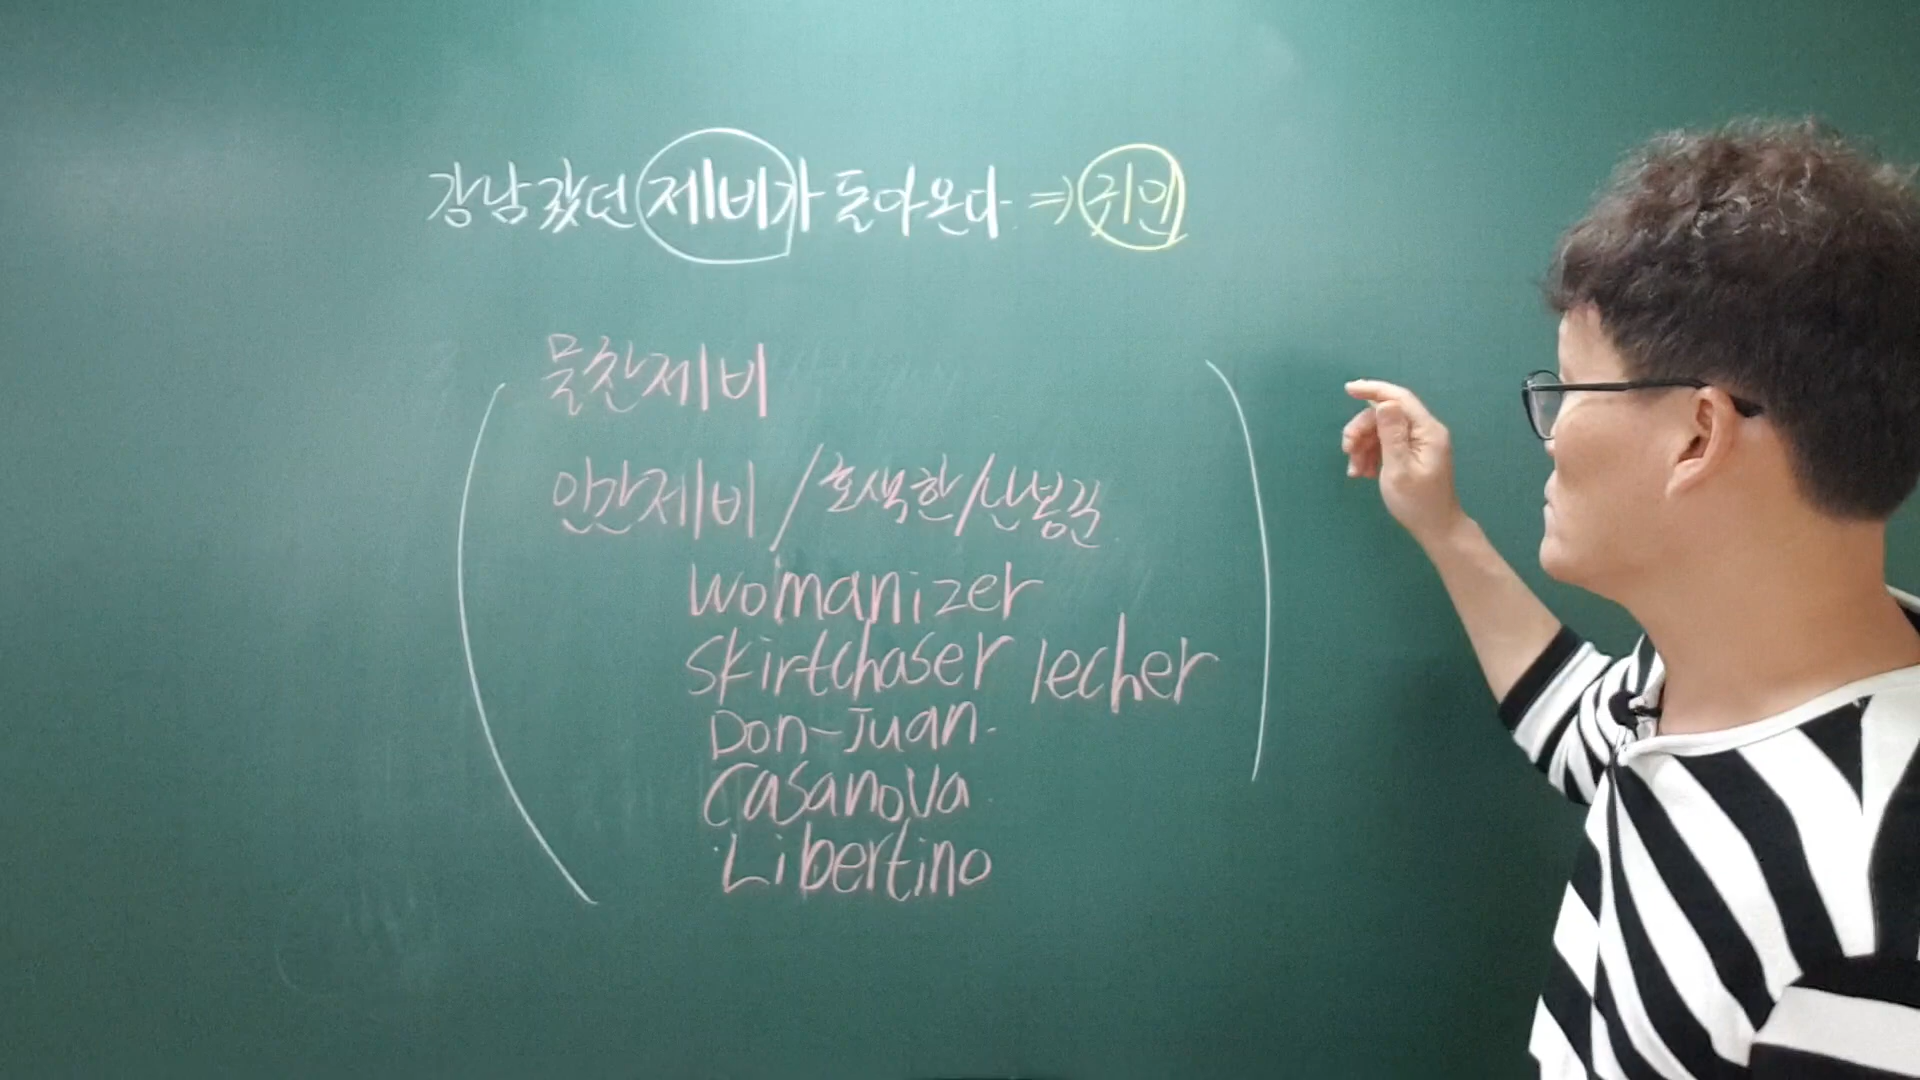 강남갔던 제비가 돌아온다. ⇒ 귀인
물찬제비
인간제비 / 호색한 / 난봉꾼
womanizer
skirtchaser lecher
Don-Juan.
Casanova
Libertino